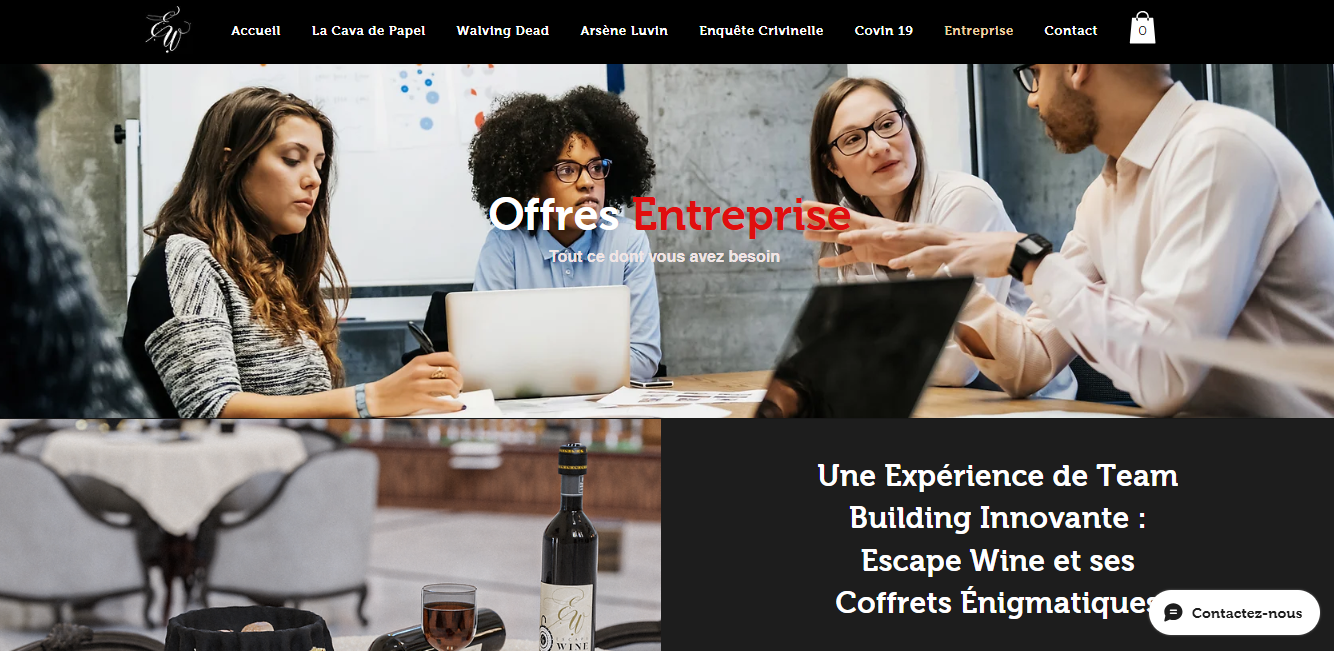 EW
Accueil
La Cava de Papel
Walving Dead
Arsène Luvin
Enquête Crivinelle
Covin 19
Entreprise
Contact
0
Offres Entreprise
Tout ce dont vous avez besoin
Une Expérience de Team
Building Innovante :
Escape Wine et ses
Coffrets Énigmatiques
EW
ESCAPE
WINE
Contactez-nous